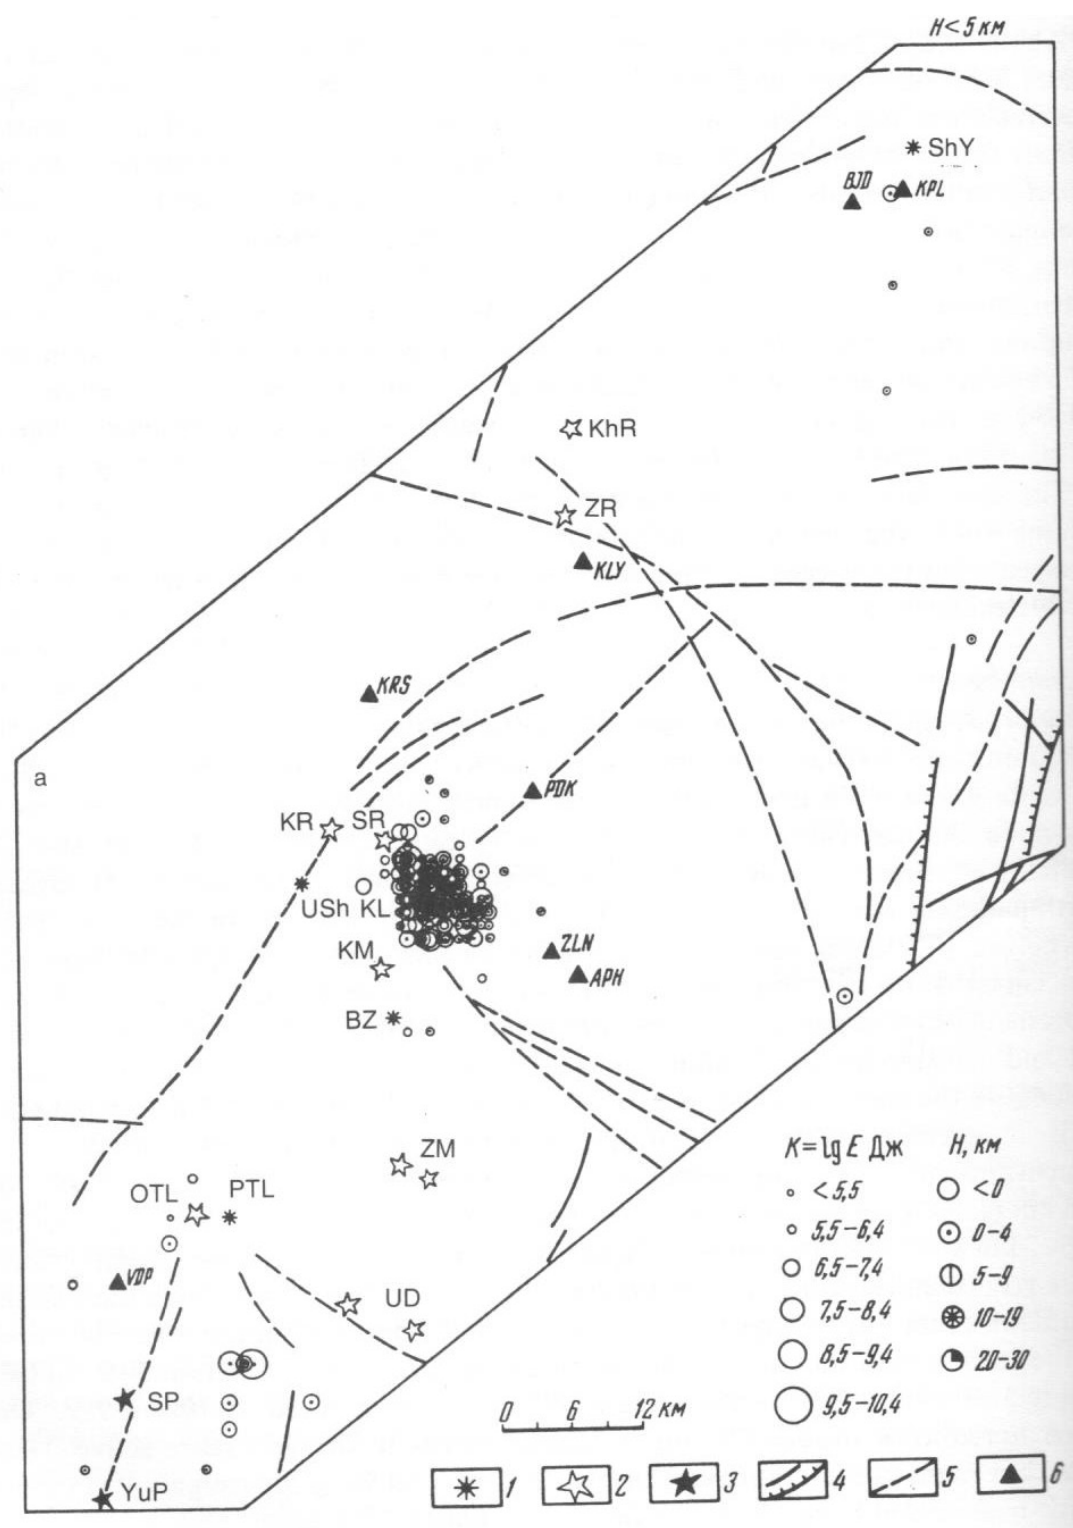 H<5 км
ShY
BJD
KPL
KhR
ZR
KLY
KRS
a
PDK
KR
SR
USh
KL
ZLN
KM
APH
BZ
ZM
OTL
PTL
VDP
UD
SP
YuP
K=lg E Дж
<5,5
5,5–6,4
6,5–7,4
7,5–8,4
8,5–9,4
9,5–10,4
H, км
<0
0–4
5–9
10–19
20–30
0 6 12 км
1 2 3 4 5 6